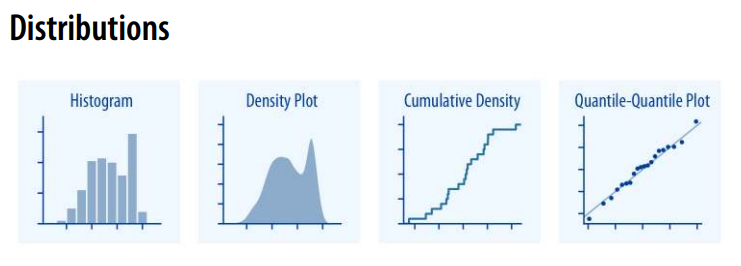 Distributions
Histogram
Density Plot
Cumulative Density
Quantile-Quantile Plot